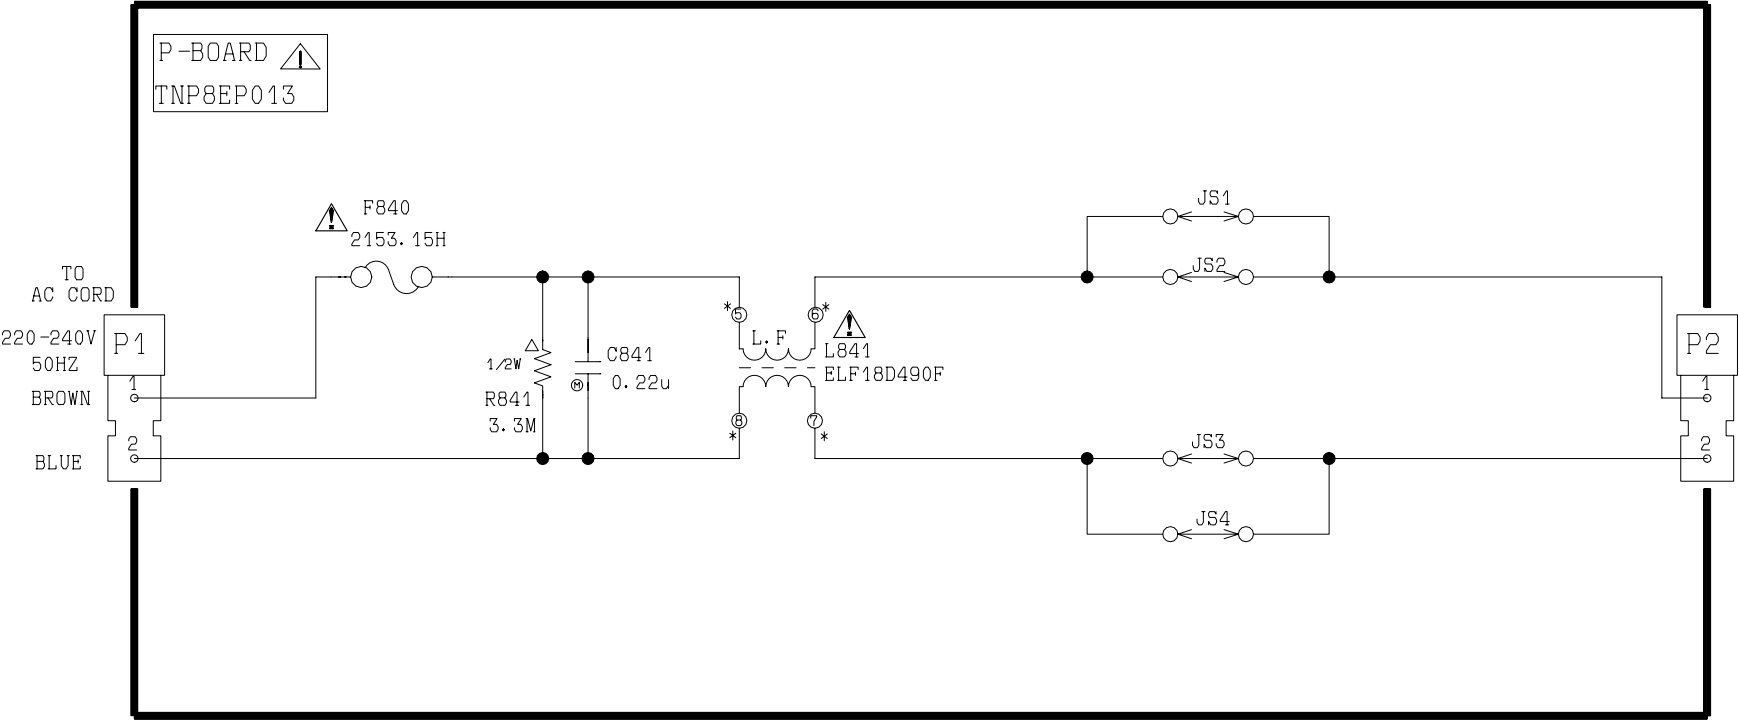 P-BOARD
TNP8EP013
F840
2153.15H
TO
AC CORD
220-240V
50HZ
BROWN
BLUE
P1
1
2
1/2W
R841
3.3M
C841
0.22u
M
*
5
6
*
L.F
L841
ELF18D490F
8
7
*
*
JS1
JS2
JS3
JS4
P2
1
2